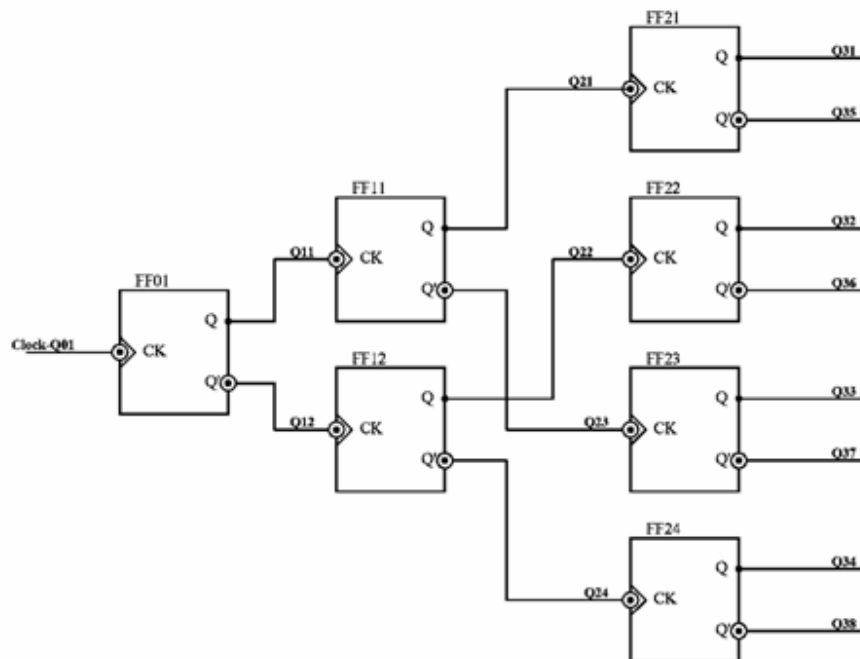 FF21
Q
Q31
Q21
CK
Q'
Q35
FF11
FF22
Q
Q
Q32
Q11
CK
Q22
CK
FF01
Q'
Q'
Q36
Q
Clock-Q01
CK
FF12
FF23
Q'
Q
Q
Q33
Q12
CK
Q23
CK
Q'
Q'
Q37
FF24
Q
Q34
Q24
CK
Q'
Q38